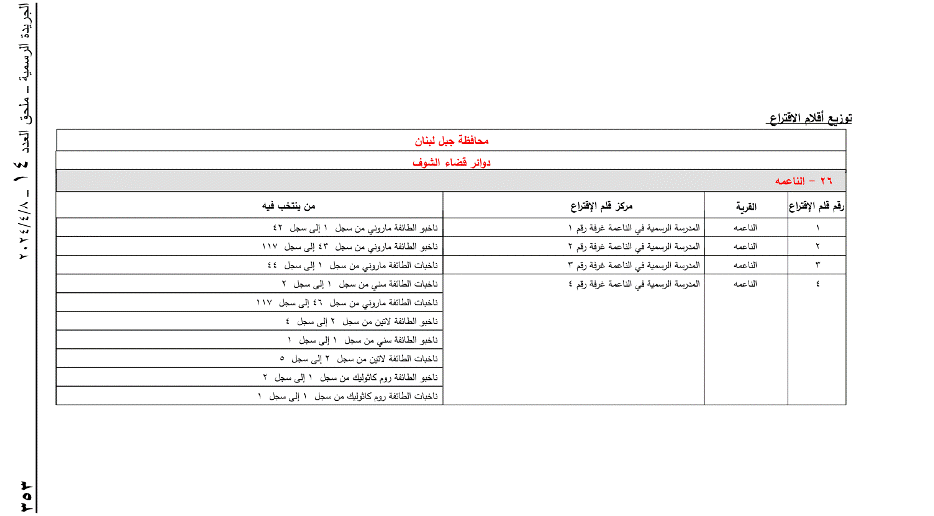 الجريدة الرسمية – ملحق العدد ١٤ – ٢٠٢٤/٤/٨
توزيع أقلام الاقتراع
محافظة جبل لبنان
دوائر قضاء الشوف
٢٦ - الناعمه
رقم قلم الإقتراع القرية مركز قلم الإقتراع من ينتخب فيه
١ الناعمه المدرسة الرسمية في الناعمة غرفة رقم ١ ناخبو الطائفة ماروني من سجل ١ إلى سجل ٤٢
٢ الناعمه المدرسة الرسمية في الناعمة غرفة رقم ٢ ناخبو الطائفة ماروني من سجل ٤٣ إلى سجل ١١٧
٣ الناعمه المدرسة الرسمية في الناعمة غرفة رقم ٣ ناخبات الطائفة ماروني من سجل ١ إلى سجل ٤٤
٤ الناعمه المدرسة الرسمية في الناعمة غرفة رقم ٤ ناخبات الطائفة سني من سجل ١ إلى سجل ٢
ناخبات الطائفة ماروني من سجل ٤٦ إلى سجل ١١٧
ناخبو الطائفة لاتين من سجل ٢ إلى سجل ٤
ناخبو الطائفة سني من سجل ١ إلى سجل ١
ناخبات الطائفة لاتين من سجل ٢ إلى سجل ٥
ناخبو الطائفة روم كاثوليك من سجل ١ إلى سجل ٢
ناخبات الطائفة روم كاثوليك من سجل ١ إلى سجل ١
٣٥٣